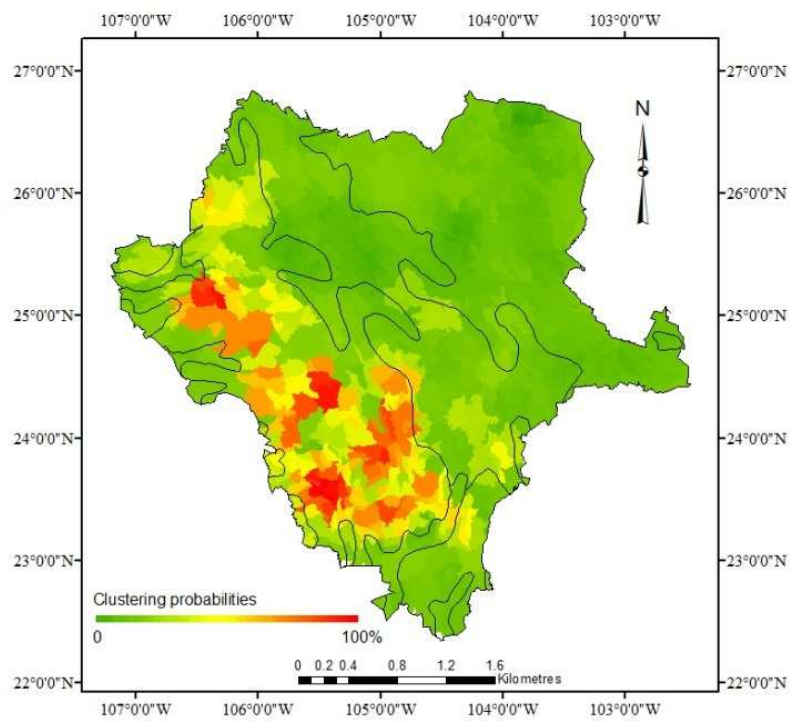 107°0'0"W 106°0'0"W 105°0'0"W 104°0'0"W 103°0'0"W
27°0'0"N 27°0'0"N
N
26°0'0"N 26°0'0"N
25°0'0"N 25°0'0"N
24°0'0"N 24°0'0"N
23°0'0"N 23°0'0"N
Clustering probabilities
0 100%
0 0.2 0.4 0.8 1.2 1.6
Kilometres
22°0'0"N 22°0'0"N
107°0'0"W 106°0'0"W 105°0'0"W 104°0'0"W 103°0'0"W